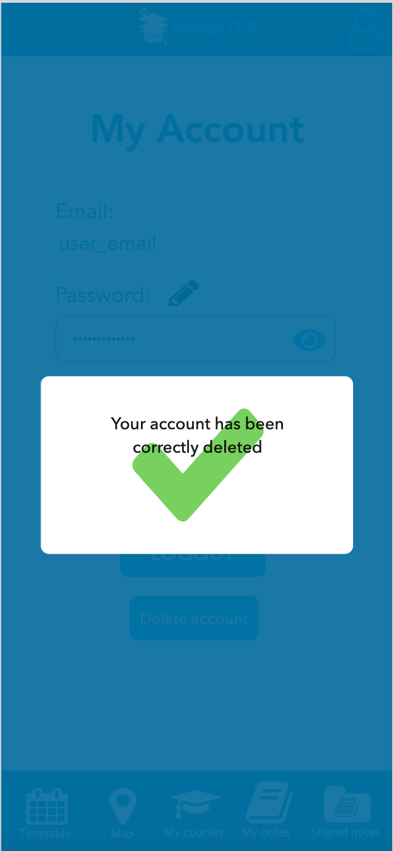 UNINOTE
My Account
Email:
user_email
Password:
•••••••••••••
Your account has been
correctly deleted
LOGOUT
Delete account
Timetable
Map
My courses
My notes
Shared notes